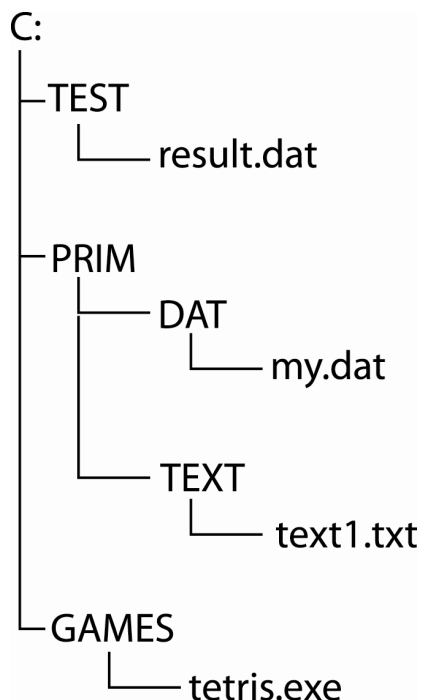 C:
TEST
result.dat
PRIM
DAT
my.dat
TEXT
text1.txt
GAMES
tetris.exe